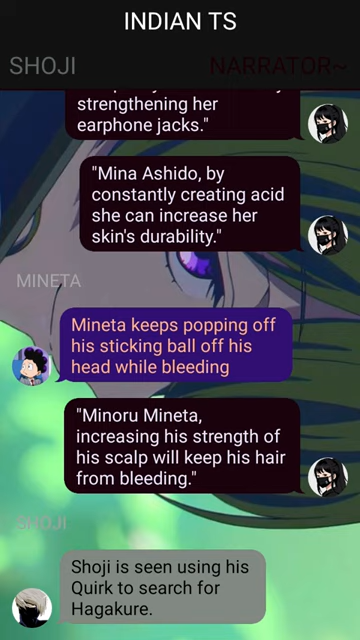 INDIAN TS
SHOJI
NARRATOR~
strengthening her
earphone jacks."
"Mina Ashido, by
constantly creating acid
she can increase her
skin's durability."
MINETA
Mineta keeps popping off
his sticking ball off his
head while bleeding
"Minoru Mineta,
increasing his strength of
his scalp will keep his hair
from bleeding."
SHOJI
Shoji is seen using his
Quirk to search for
Hagakure.